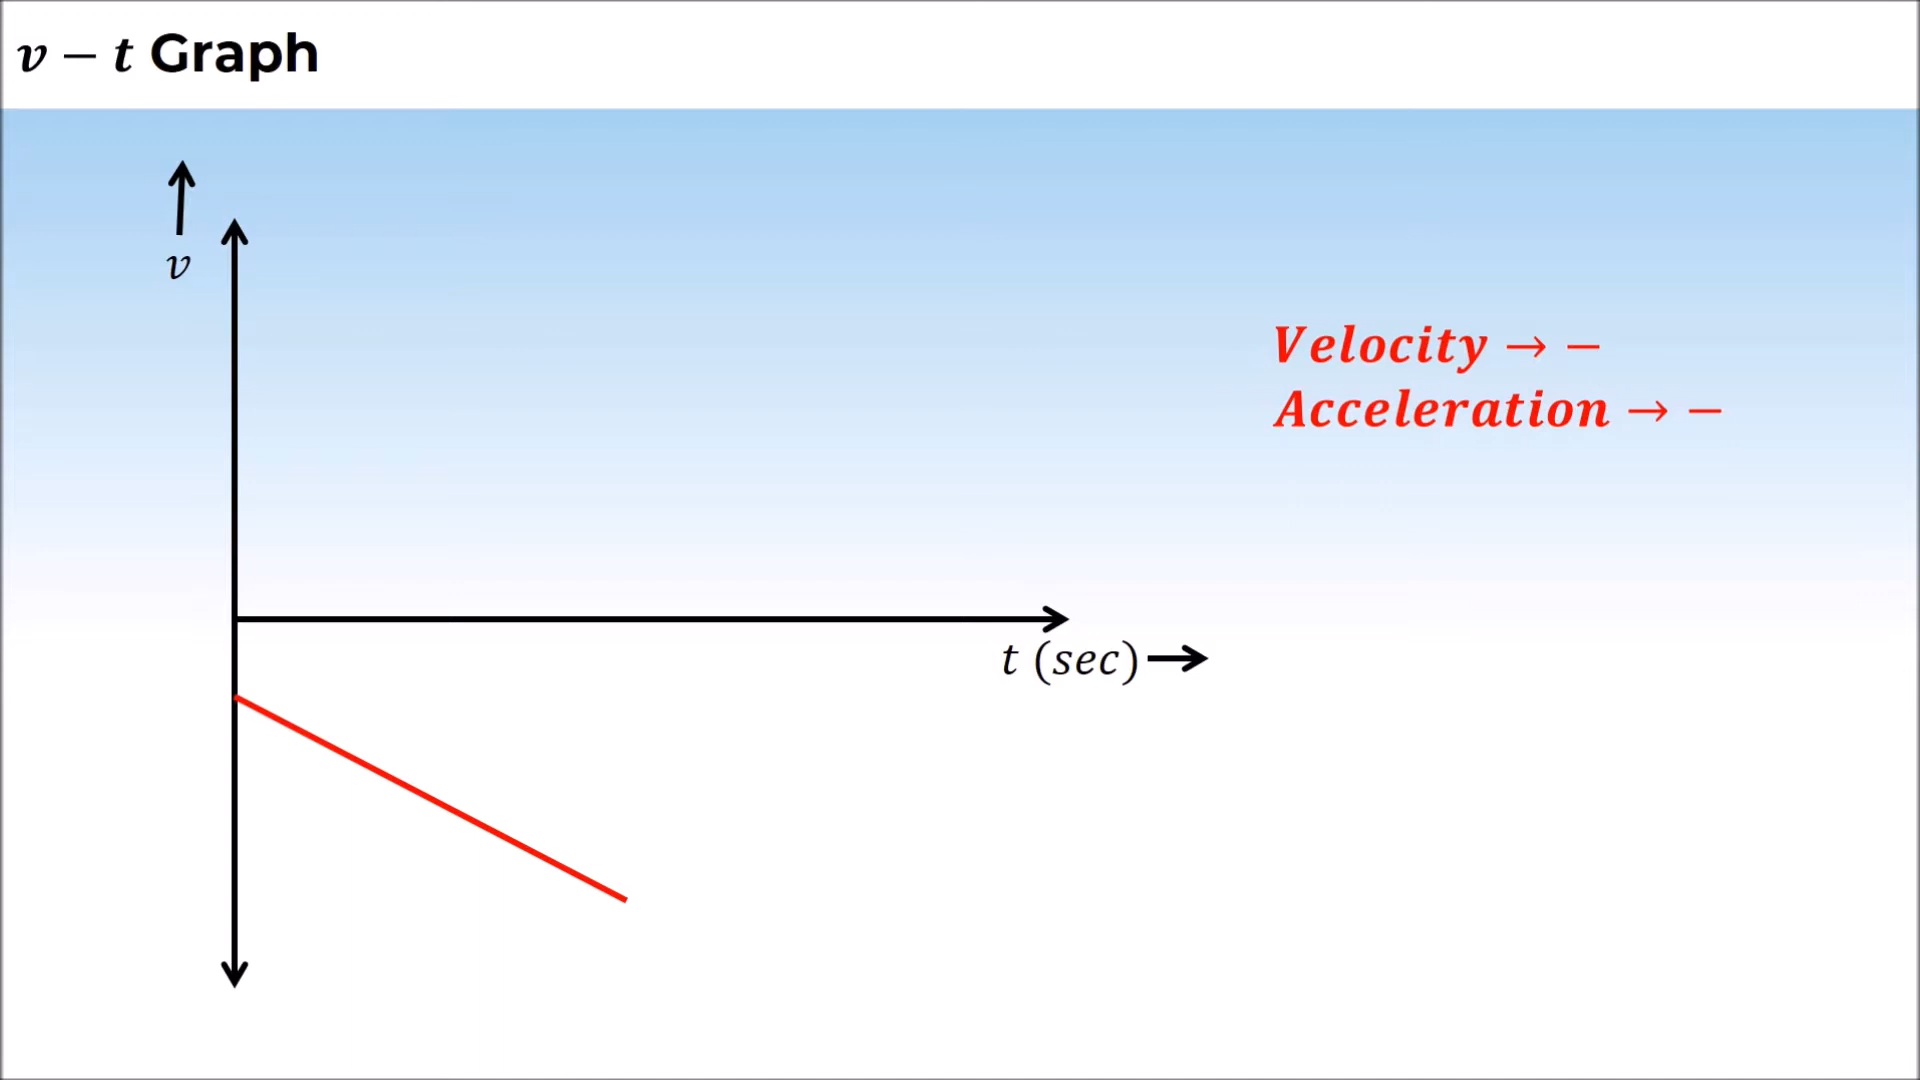 v − t Graph
v
Velocity → −
Acceleration → −
t (sec)